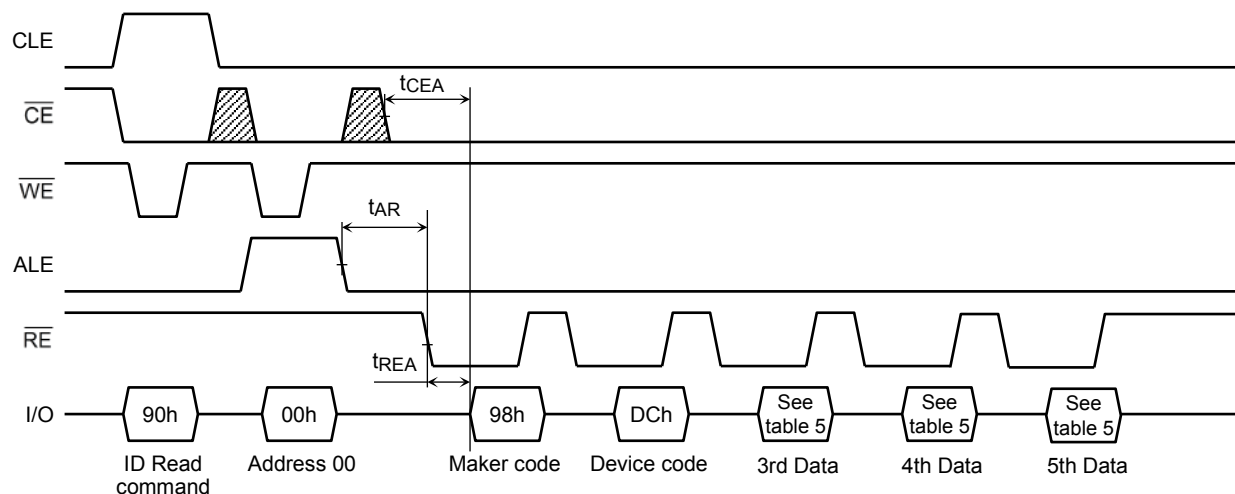 CLE
tCEA
CE
WE
tAR
ALE
RE
tREA
I/O
90h
00h
98h
DCh
See
table 5
See
table 5
See
table 5
ID Read
command
Address 00
Maker code
Device code
3rd Data
4th Data
5th Data